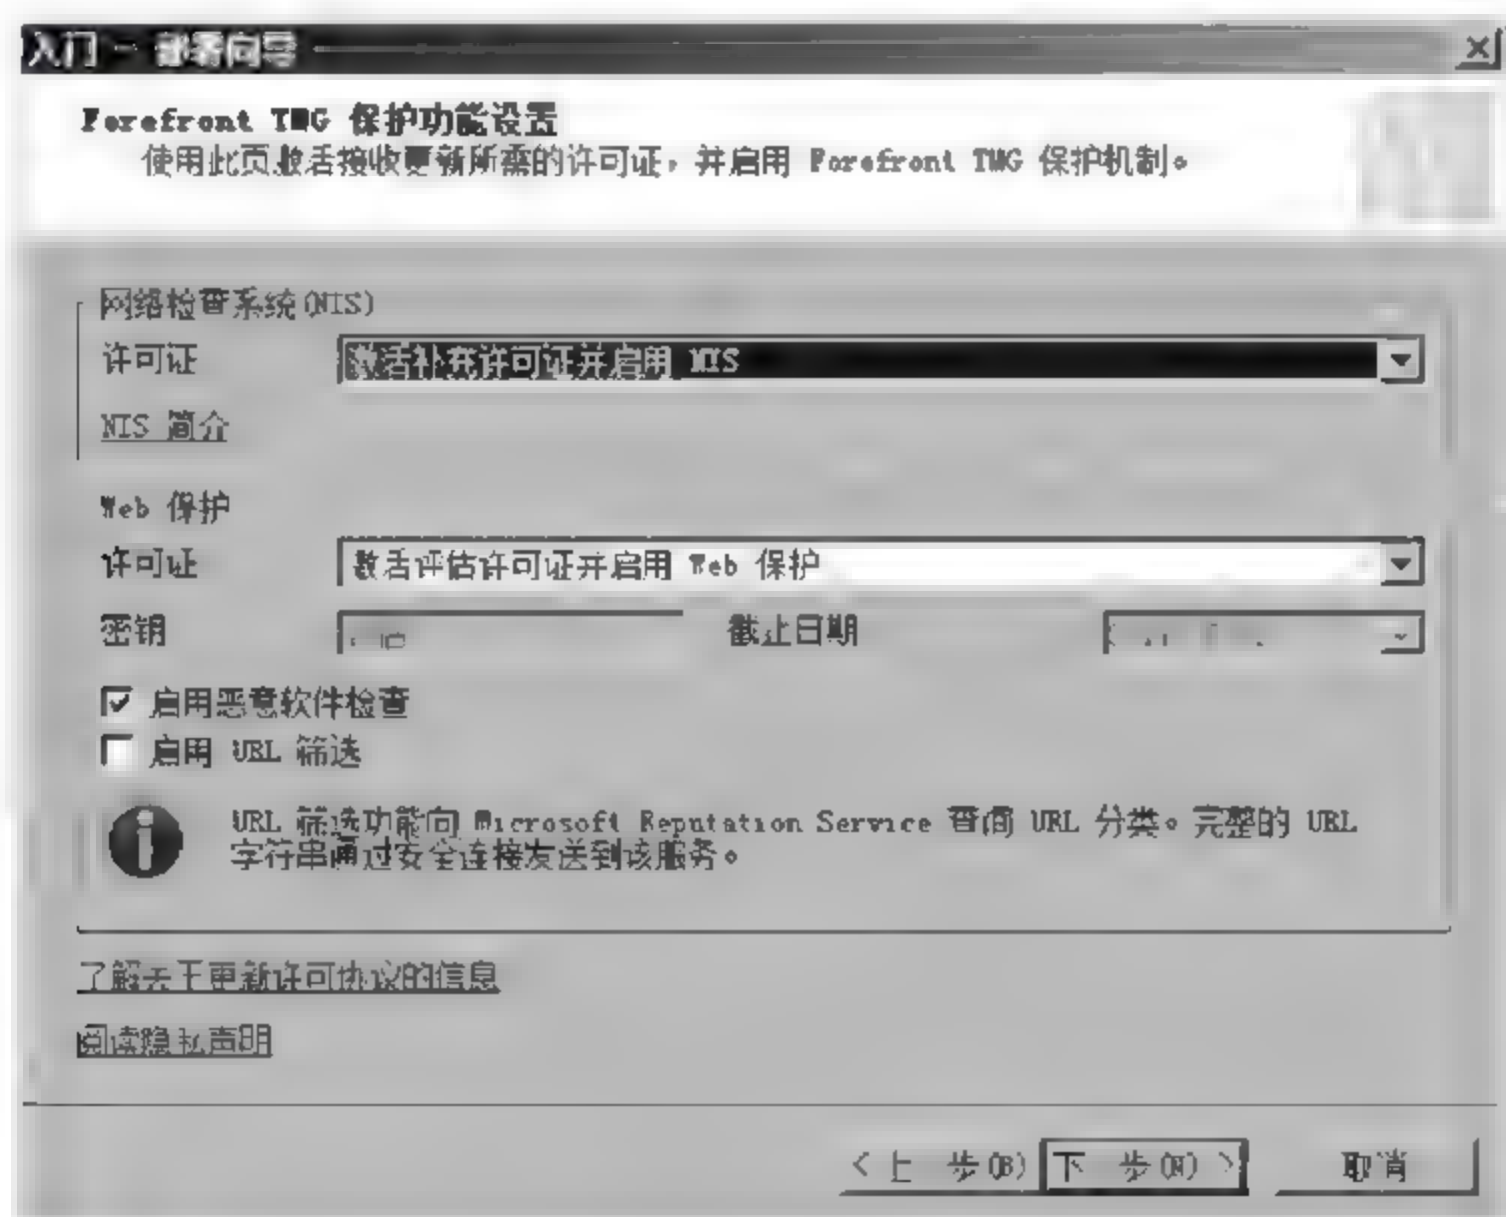 入门 - 部署向导
Forefront TMG 保护功能设置
使用此页激活接收更新所需的许可证，并启用 Forefront TMG 保护机制。
网络检查系统(NIS)
许可证 激活补充许可证并启用 NIS
NIS 简介
Web 保护
许可证 激活评估许可证并启用 Web 保护
密钥 截止日期
启用恶意软件检查
启用 URL 筛选
URL 筛选功能向 Microsoft Reputation Service 查询 URL 分类。完整的 URL
字符串通过安全连接发送到该服务。
了解关于更新许可协议的信息
阅读隐私声明
<上一步(B) 下一步(N)> 取消